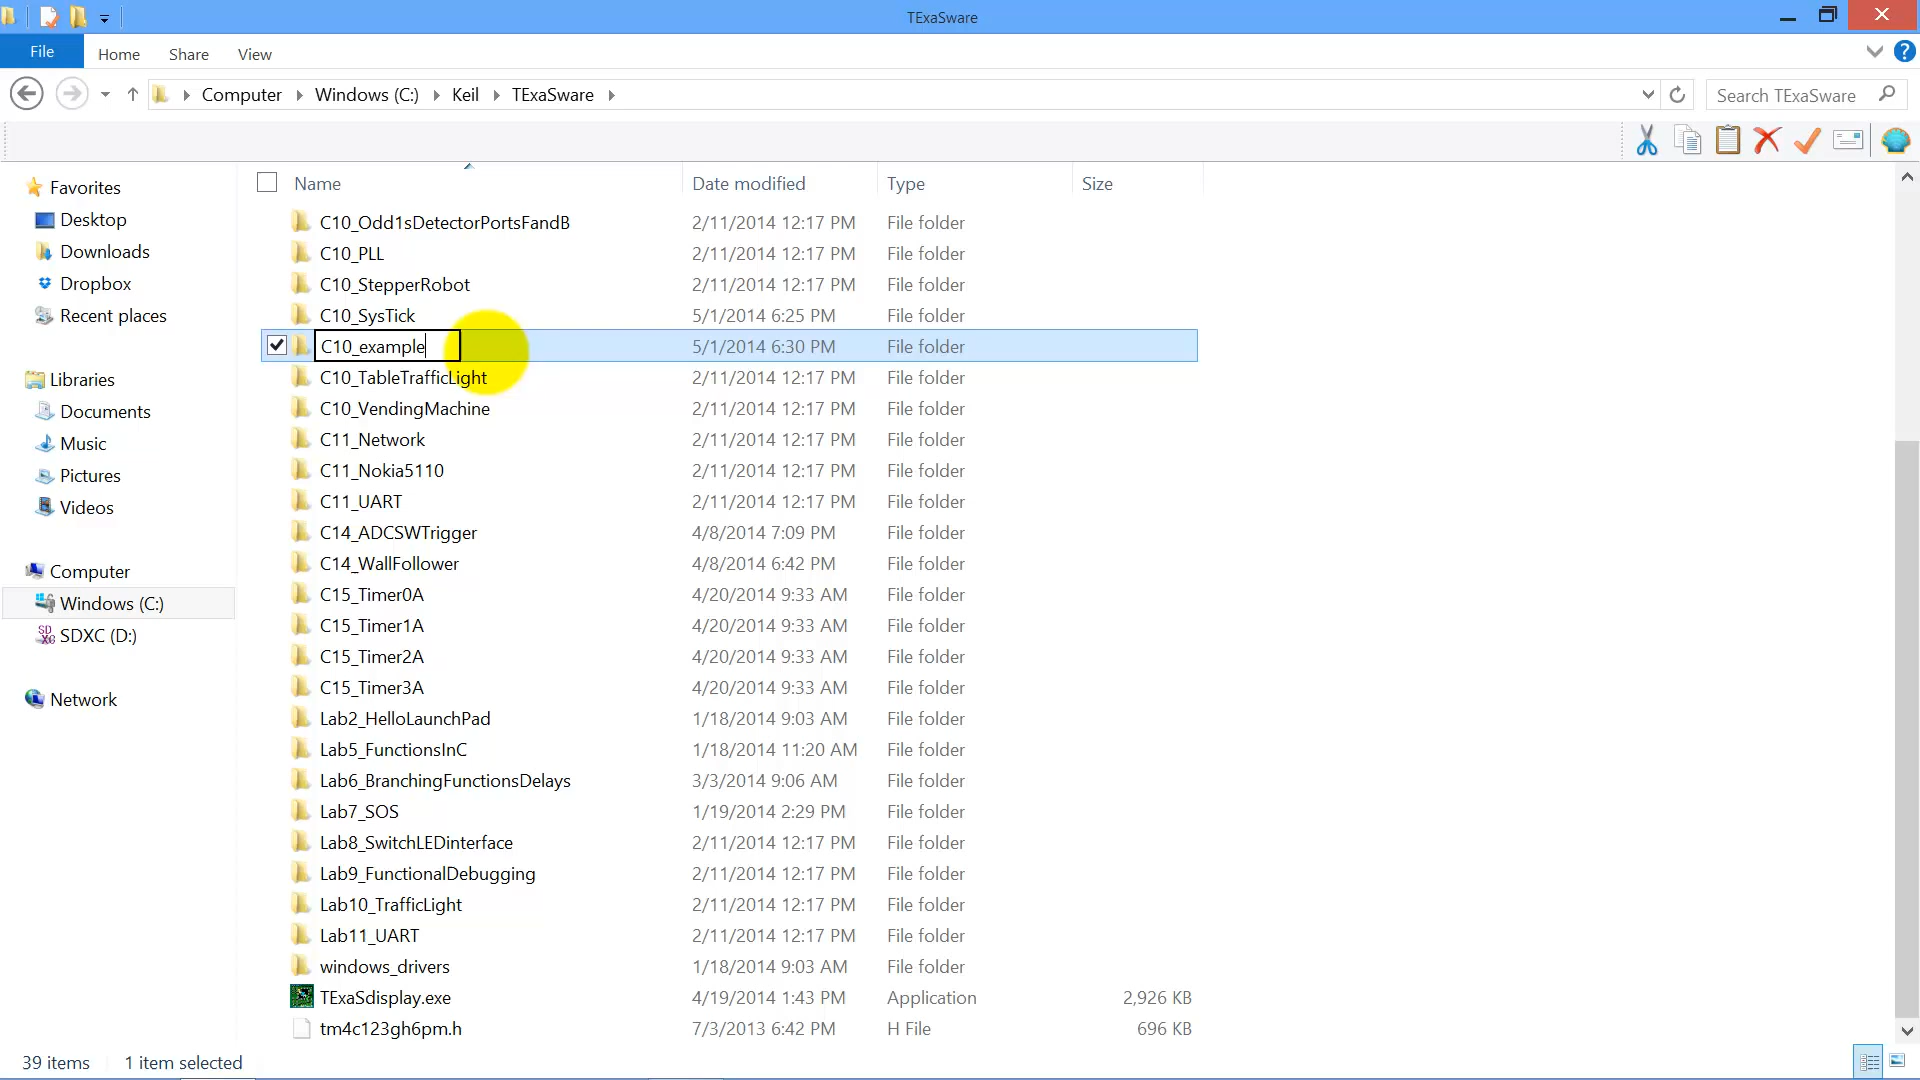 TExaSware
File Home Share View
Computer Windows (C:) Keil TExaSware Search TExaSware
Favorites
Desktop
Downloads
Dropbox
Recent places
Libraries
Documents
Music
Pictures
Videos
Computer
Windows (C:)
SDXC (D:)
Network
Name Date modified Type Size
C10_Odd1sDetectorPortsFandB 2/11/2014 12:17 PM File folder
C10_PLL 2/11/2014 12:17 PM File folder
C10_StepperRobot 2/11/2014 12:17 PM File folder
C10_SysTick 5/1/2014 6:25 PM File folder
C10_example 5/1/2014 6:30 PM File folder
C10_TableTrafficLight 2/11/2014 12:17 PM File folder
C10_VendingMachine 2/11/2014 12:17 PM File folder
C11_Network 2/11/2014 12:17 PM File folder
C11_Nokia5110 2/11/2014 12:17 PM File folder
C11_UART 2/11/2014 12:17 PM File folder
C14_ADCSWTrigger 4/8/2014 7:09 PM File folder
C14_WallFollower 4/8/2014 6:42 PM File folder
C15_Timer0A 4/20/2014 9:33 AM File folder
C15_Timer1A 4/20/2014 9:33 AM File folder
C15_Timer2A 4/20/2014 9:33 AM File folder
C15_Timer3A 4/20/2014 9:33 AM File folder
Lab2_HelloLaunchPad 1/18/2014 9:03 AM File folder
Lab5_FunctionsInC 1/18/2014 11:20 AM File folder
Lab6_BranchingFunctionsDelays 3/3/2014 9:06 AM File folder
Lab7_SOS 1/19/2014 2:29 PM File folder
Lab8_SwitchLEDinterface 2/11/2014 12:17 PM File folder
Lab9_FunctionalDebugging 2/11/2014 12:17 PM File folder
Lab10_TrafficLight 2/11/2014 12:17 PM File folder
Lab11_UART 2/11/2014 12:17 PM File folder
windows_drivers 1/18/2014 9:03 AM File folder
TExaSdisplay.exe 4/19/2014 1:43 PM Application 2,926 KB
tm4c123gh6pm.h 7/3/2013 6:42 PM H File 696 KB
39 items 1 item selected